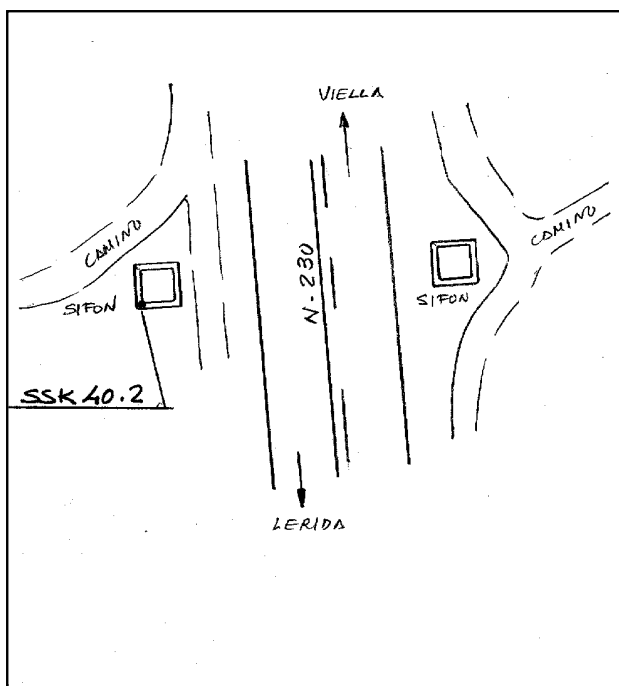 VIELLA
CAMINO
CAMINO
N-230
SIFON
SIFON
SSK 40.2
LERIDA